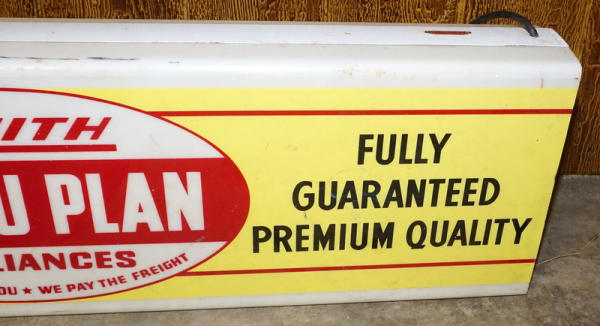 ITH
U PLAN
LIANCES
OU ★ WE PAY THE FREIGHT
FULLY
GUARANTEED
PREMIUM QUALITY